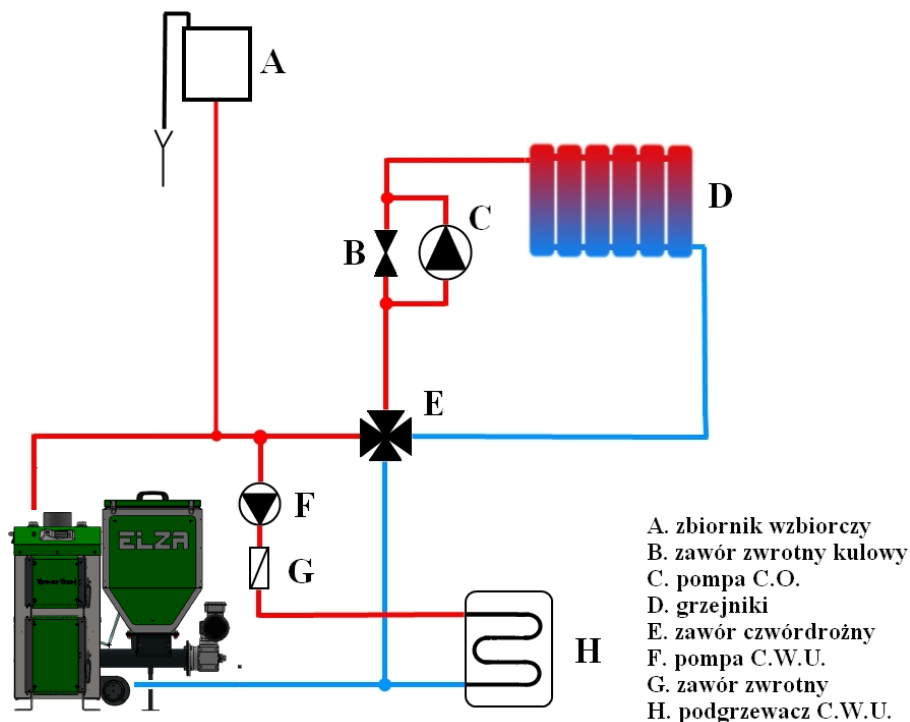 A
C
B
D
E
F
G
H
ELZA
A. zbiornik wzbiorczy
B. zawór zwrotny kulowy
C. pompa C.O.
D. grzejniki
E. zawór czwórdrożny
F. pompa C.W.U.
G. zawór zwrotny
H. podgrzewacz C.W.U.